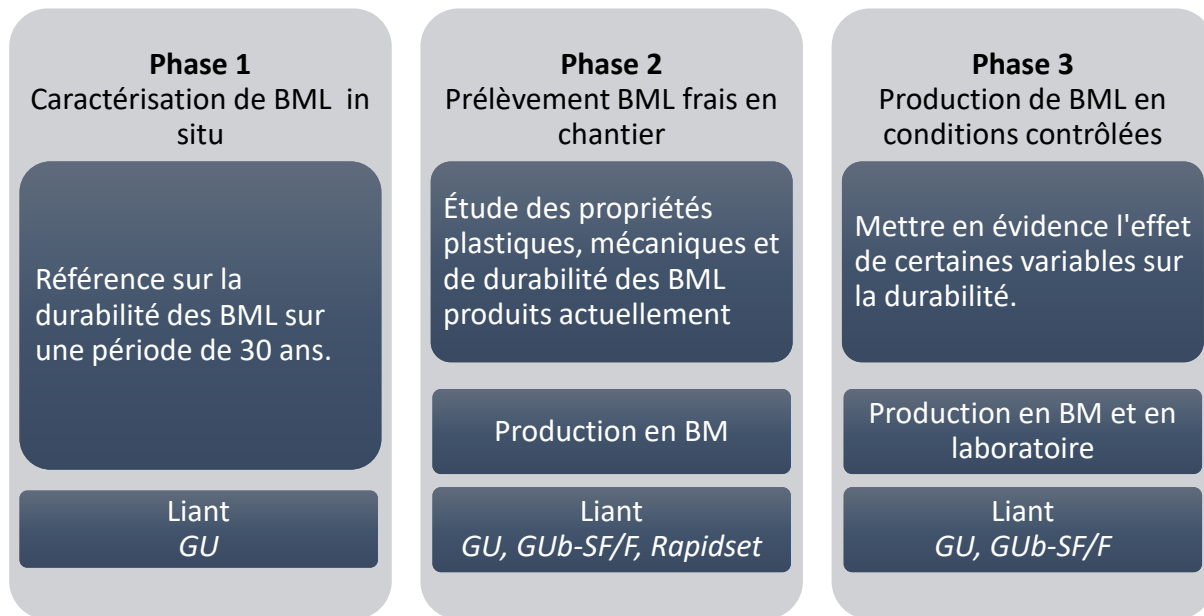 Phase 1
Caractérisation de BML in
situ
Référence sur la
durabilité des BML sur
une période de 30 ans.
Liant
GU
Phase 2
Prélèvement BML frais en
chantier
Étude des propriétés
plastiques, mécaniques et
de durabilité des BML
produits actuellement
Production en BM
Liant
GU, GUb-SF/F, Rapidset
Phase 3
Production de BML en
conditions contrôlées
Mettre en évidence l'effet
de certaines variables sur
la durabilité.
Production en BM et en
laboratoire
Liant
GU, GUb-SF/F